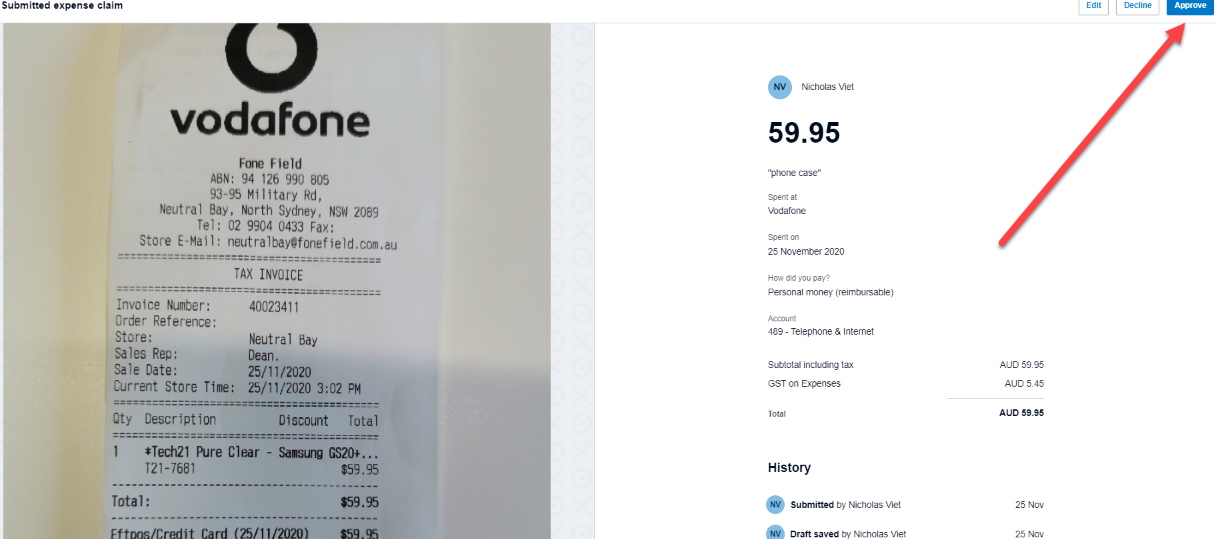 Submitted expense claim
Edit
Decline
Approve
vodafone
Fone Field
ABN: 94 126 990 805
93-95 Military Rd,
Neutral Bay, North Sydney, NSW 2089
Tel: 02 9904 0433 Fax:
Store E-Mail: neutralbay@fonefield.com.au
TAX INVOICE
Invoice Number: 40023411
Order Reference:
Store: Neutral Bay
Sales Rep: Dean.
Sale Date: 25/11/2020
Current Store Time: 25/11/2020 3:02 PM
Qty Description Discount Total
1 *Tech21 Pure Clear - Samsung GS20+...
T21-7681 $59.95
Total: $59.95
Eftpos/Credit Card (25/11/2020) $59.95
NV Nicholas Viet
59.95
"phone case"
Spent at
Vodafone
Spent on
25 November 2020
How did you pay?
Personal money (reimbursable)
Account
489 - Telephone & Internet
Subtotal including tax AUD 59.95
GST on Expenses AUD 5.45
Total AUD 59.95
History
NV Submitted by Nicholas Viet 25 Nov
NV Draft saved by Nicholas Viet 25 Nov